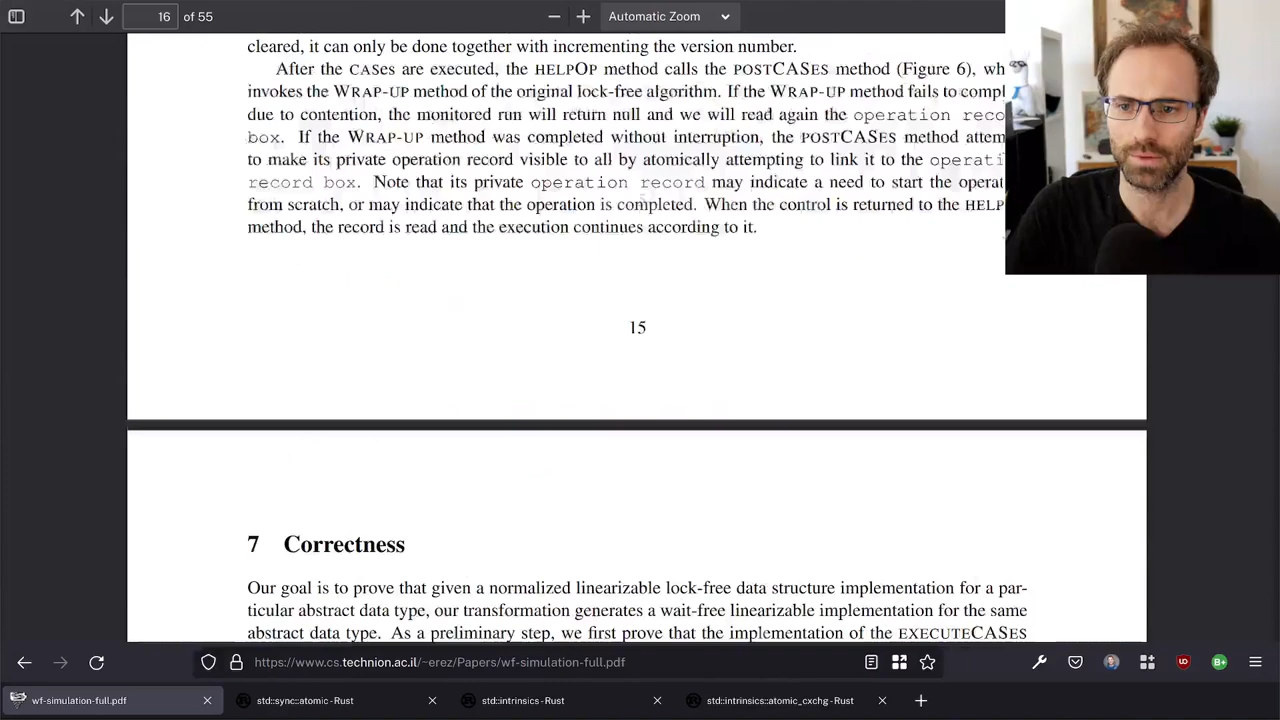 16 of 55
Automatic Zoom
cleared, it can only be done together with incrementing the version number.
After the CASes are executed, the HELPOP method calls the POSTCASES method (Figure 6), wh
invokes the WRAP-UP method of the original lock-free algorithm. If the WRAP-UP method fails to compl
due to contention, the monitored run will return null and we will read again the operation reco
box. If the WRAP-UP method was completed without interruption, the POSTCASES method attem
to make its private operation record visible to all by atomically attempting to link it to the operati
record box. Note that its private operation record may indicate a need to start the operat
from scratch, or may indicate that the operation is completed. When the control is returned to the HELP
method, the record is read and the execution continues according to it.
15
7 Correctness
Our goal is to prove that given a normalized linearizable lock-free data structure implementation for a par-
ticular abstract data type, our transformation generates a wait-free linearizable implementation for the same
abstract data type. As a preliminary step, we first prove that the implementation of the EXECUTECASES
https://www.cs.technion.ac.il/~erez/Papers/wf-simulation-full.pdf
wf-simulation-full.pdf
std::sync::atomic - Rust
std::intrinsics - Rust
std::intrinsics::atomic_cxchg - Rust